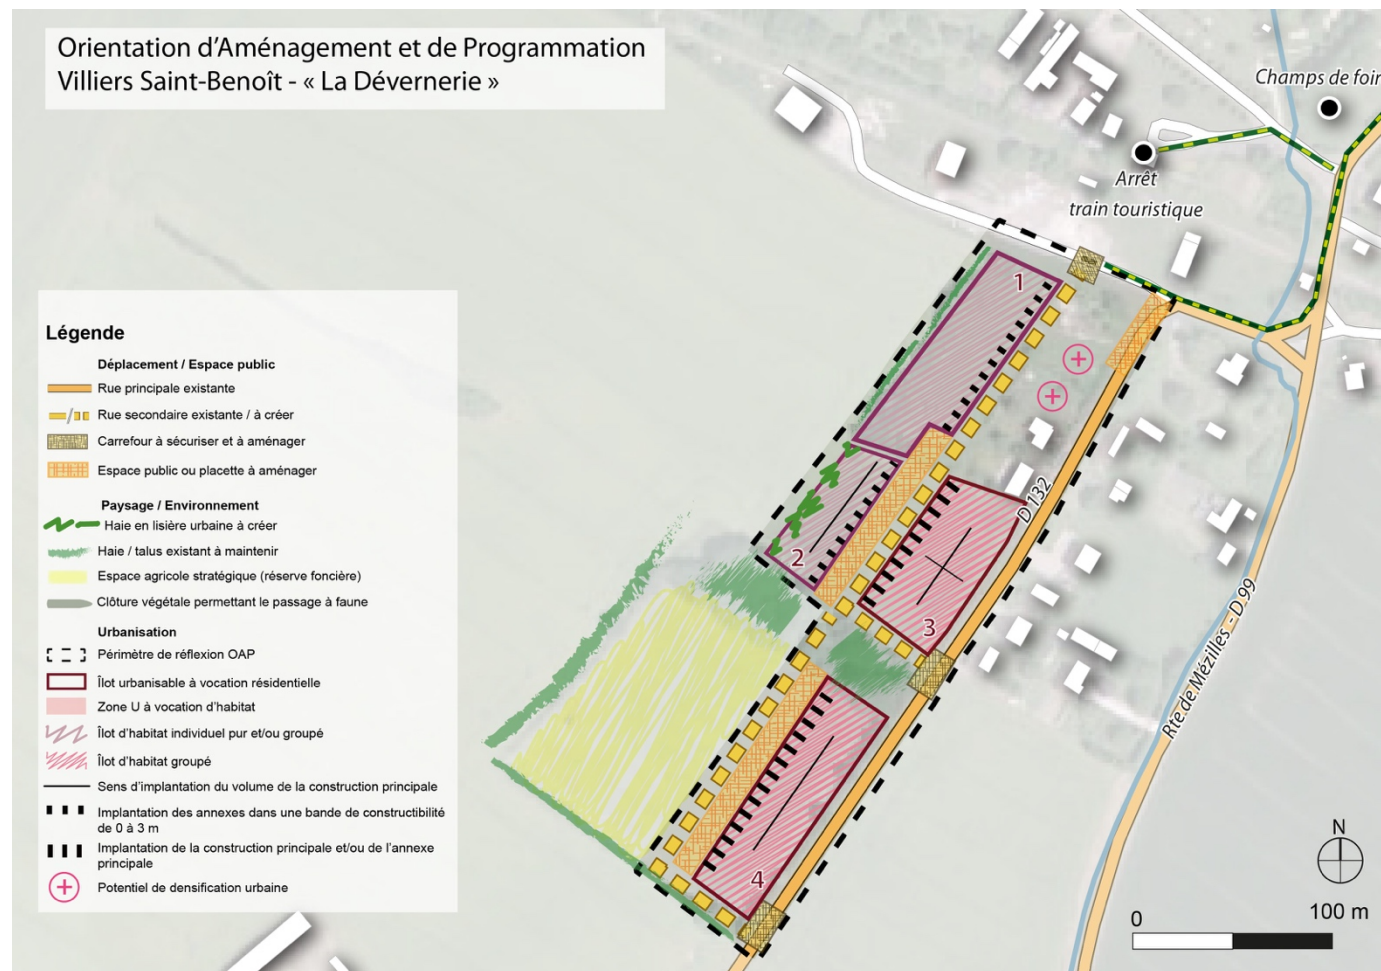 Orientation d'Aménagement et de Programmation
Villiers Saint-Benoît - « La Dévernerie »
Champs de foir
Arrêt
train touristique
1
2
3
4
D 132
Rte de Mézilles - D 99
Légende
Déplacement / Espace public
Rue principale existante
Rue secondaire existante / à créer
Carrefour à sécuriser et à aménager
Espace public ou placette à aménager
Paysage / Environnement
Haie en lisière urbaine à créer
Haie / talus existant à maintenir
Espace agricole stratégique (réserve foncière)
Clôture végétale permettant le passage à faune
Urbanisation
Périmètre de réflexion OAP
Îlot urbanisable à vocation résidentielle
Zone U à vocation d'habitat
Îlot d'habitat individuel pur et/ou groupé
Îlot d'habitat groupé
Sens d'implantation du volume de la construction principale
Implantation des annexes dans une bande de constructibilité
de 0 à 3 m
Implantation de la construction principale et/ou de l'annexe
principale
Potentiel de densification urbaine
N
0
100 m